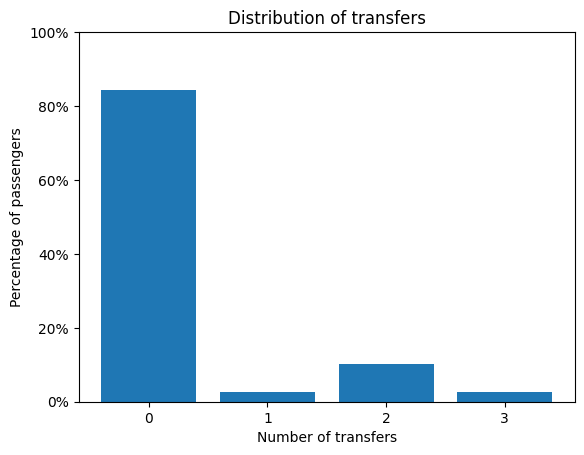 Distribution of transfers
100%
80%
60%
40%
20%
0%
Percentage of passengers
0 1 2 3
Number of transfers